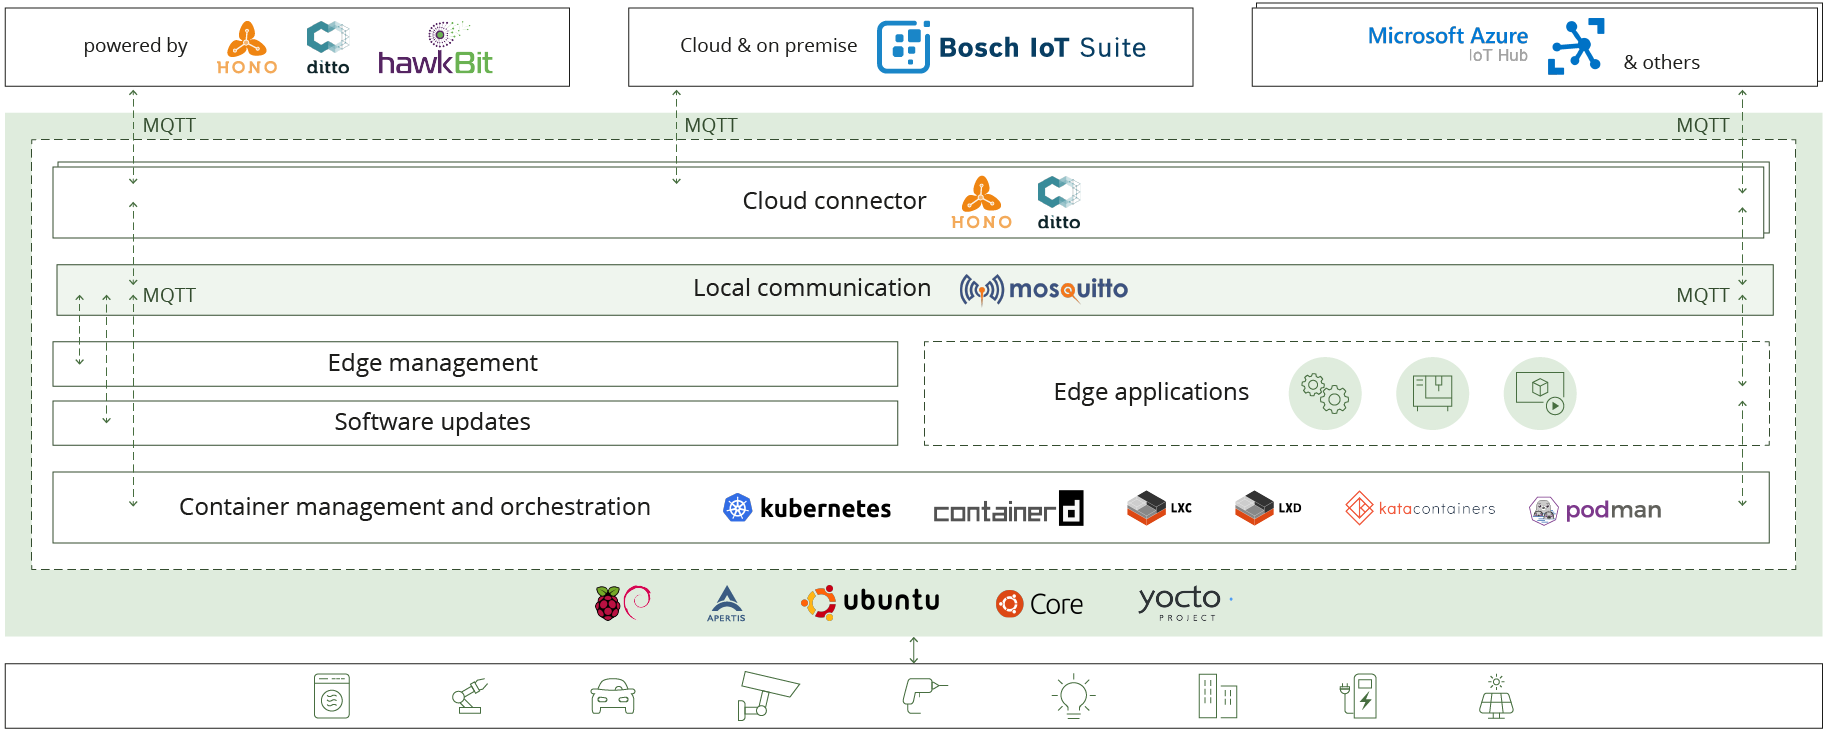 powered by
HONO
ditto
hawkBit
Cloud & on premise
Bosch IoT Suite
Microsoft Azure
IoT Hub
& others
MQTT
MQTT
MQTT
Cloud connector
HONO
ditto
Local communication
mosquitto
MQTT
MQTT
Edge management
Edge applications
Software updates
Container management and orchestration
kubernetes
containerd
LXC
LXD
katacontainers
podman
APERTIS
ubuntu
Core
yocto
PROJECT